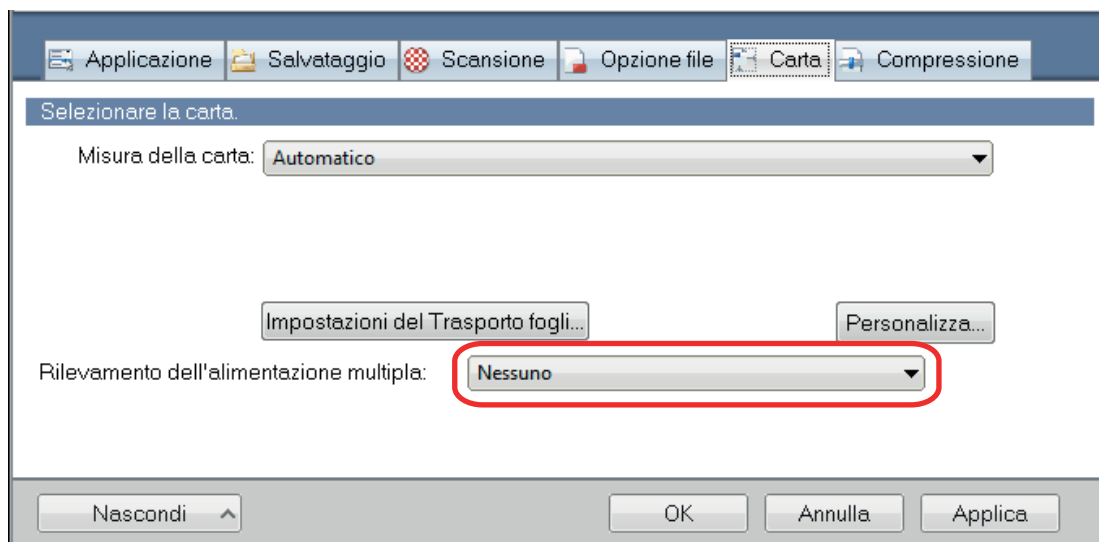 Applicazione Salvataggio Scansione Opzione file Carta Compressione
Selezionare la carta.
Misura della carta: Automatico
Impostazioni del Trasporto fogli... Personalizza...
Rilevamento dell'alimentazione multipla: Nessuno
Nascondi OK Annulla Applica